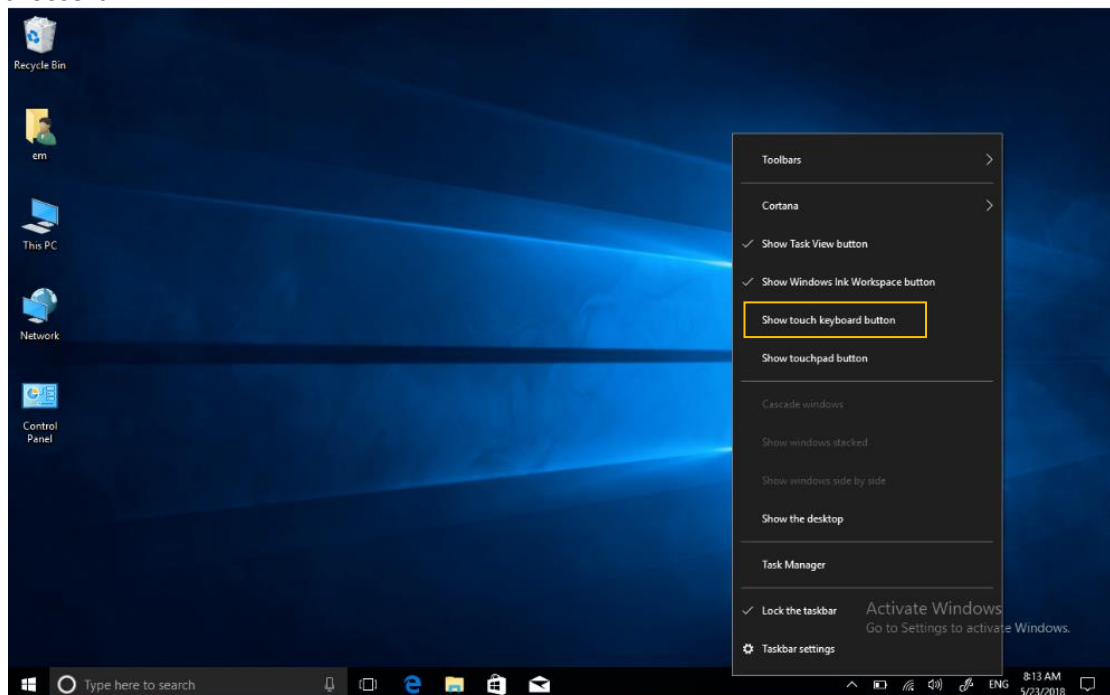 Recycle Bin
em
This PC
Network
Control
Panel
Toolbars
Cortana
Show Task View button
Show Windows Ink Workspace button
Show touch keyboard button
Show touchpad button
Cascade windows
Show windows stacked
Show windows side by side
Show the desktop
Task Manager
Lock the taskbar
Taskbar settings
Activate Windows
Go to Settings to activate Windows.
Type here to search
ENG
8:13 AM
5/23/2018